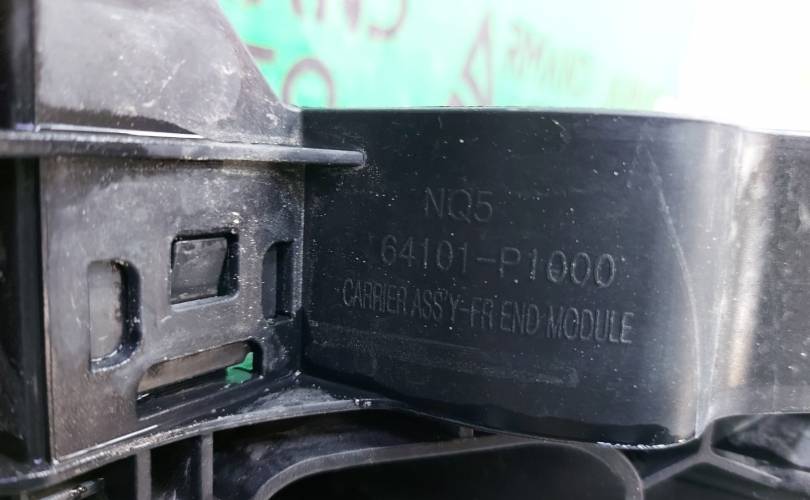 NQ5
64101-P1000
CARRIER ASS'Y-FR END MODULE